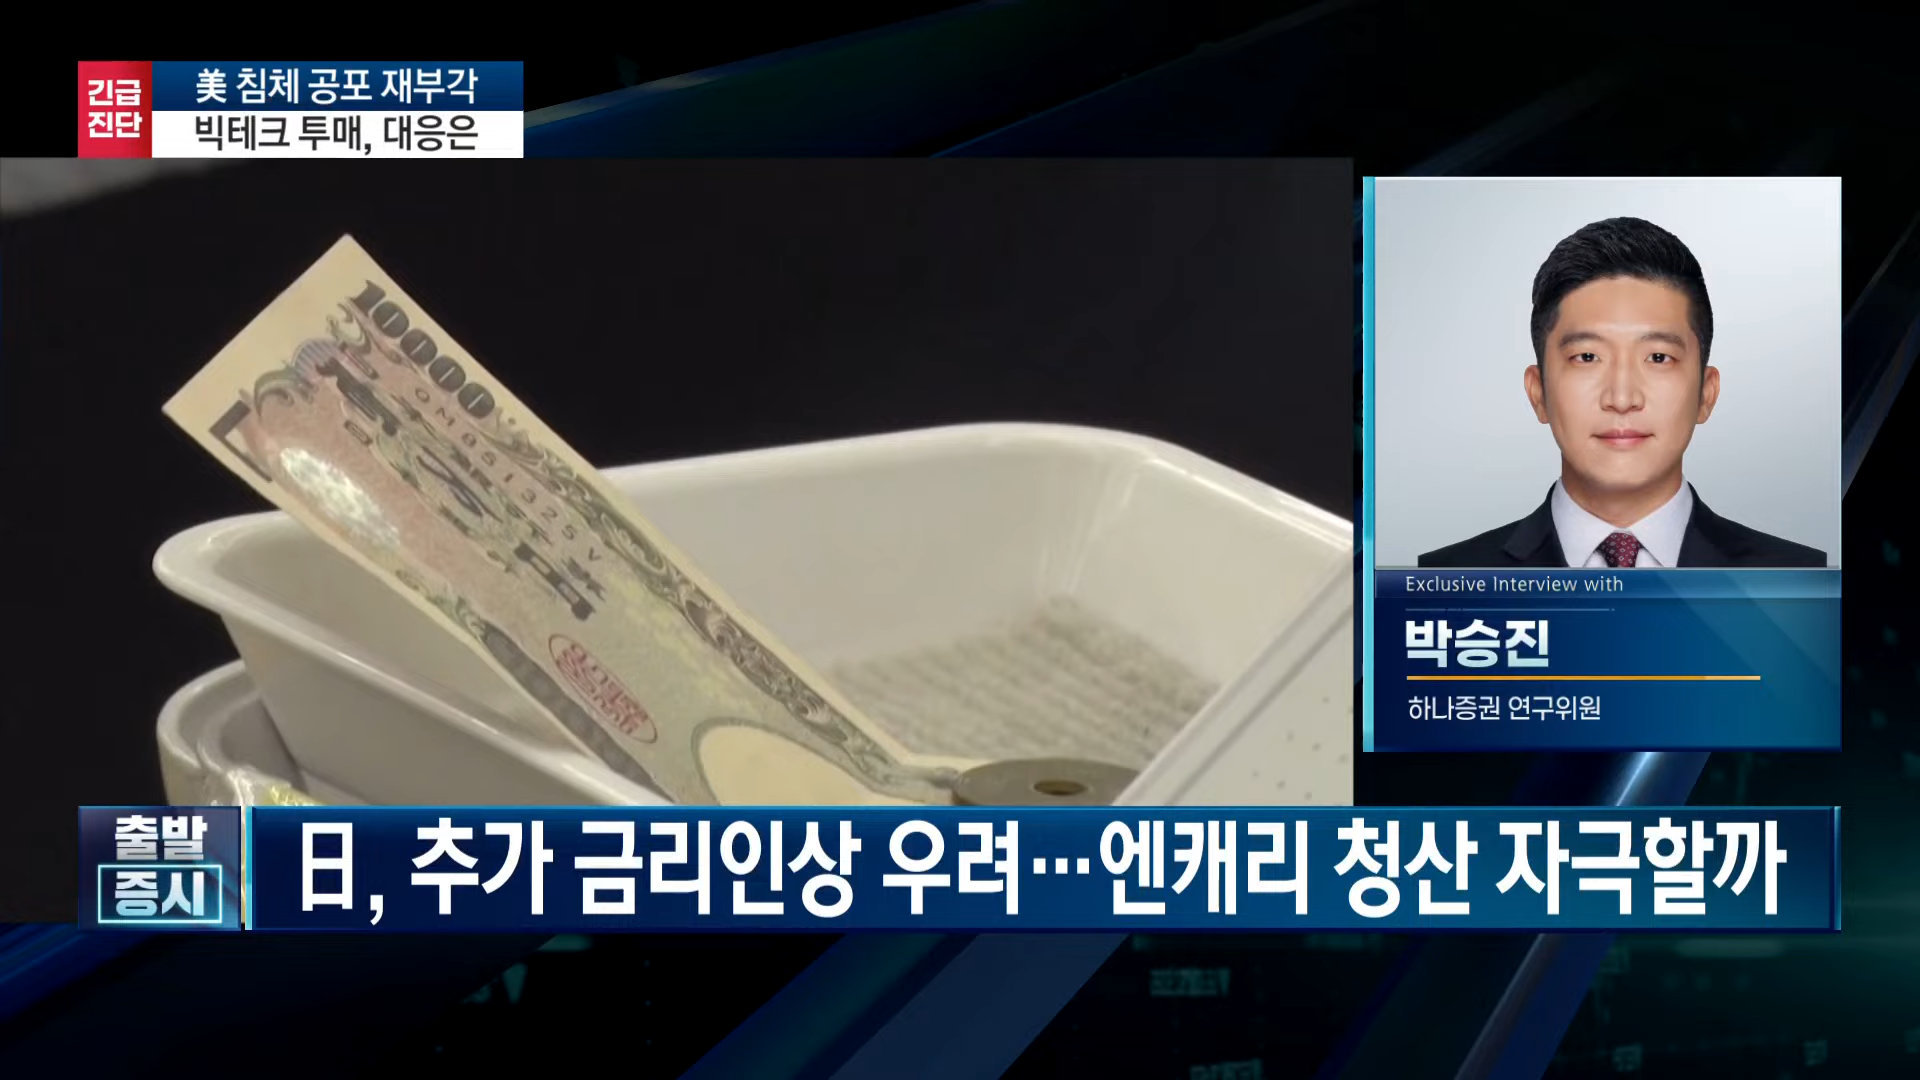 긴급
진단
美 침체 공포 재부각
빅테크 투매, 대응은
10000
Exclusive Interview with
박승진
하나증권 연구위원
출발
증시
日, 추가 금리인상 우려…엔캐리 청산 자극할까